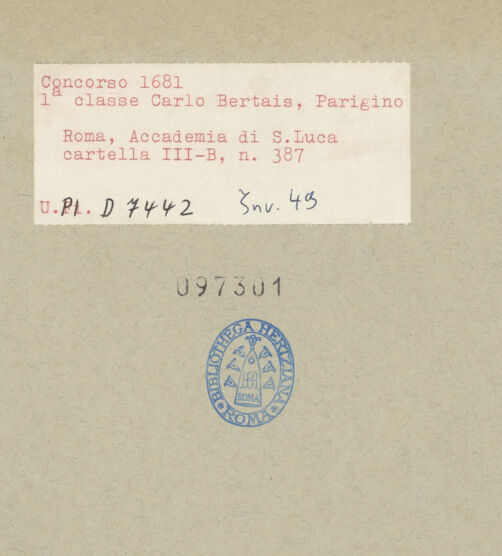 Concorso 1681
1ª classe Carlo Bertais, Parigino
Roma, Accademia di S.Luca
cartella III-B, n. 387
U.Pl. D 7442 Inv. 49
097301
BIBLIOTHECA HERTZIANA
ROMA
*ROMA*